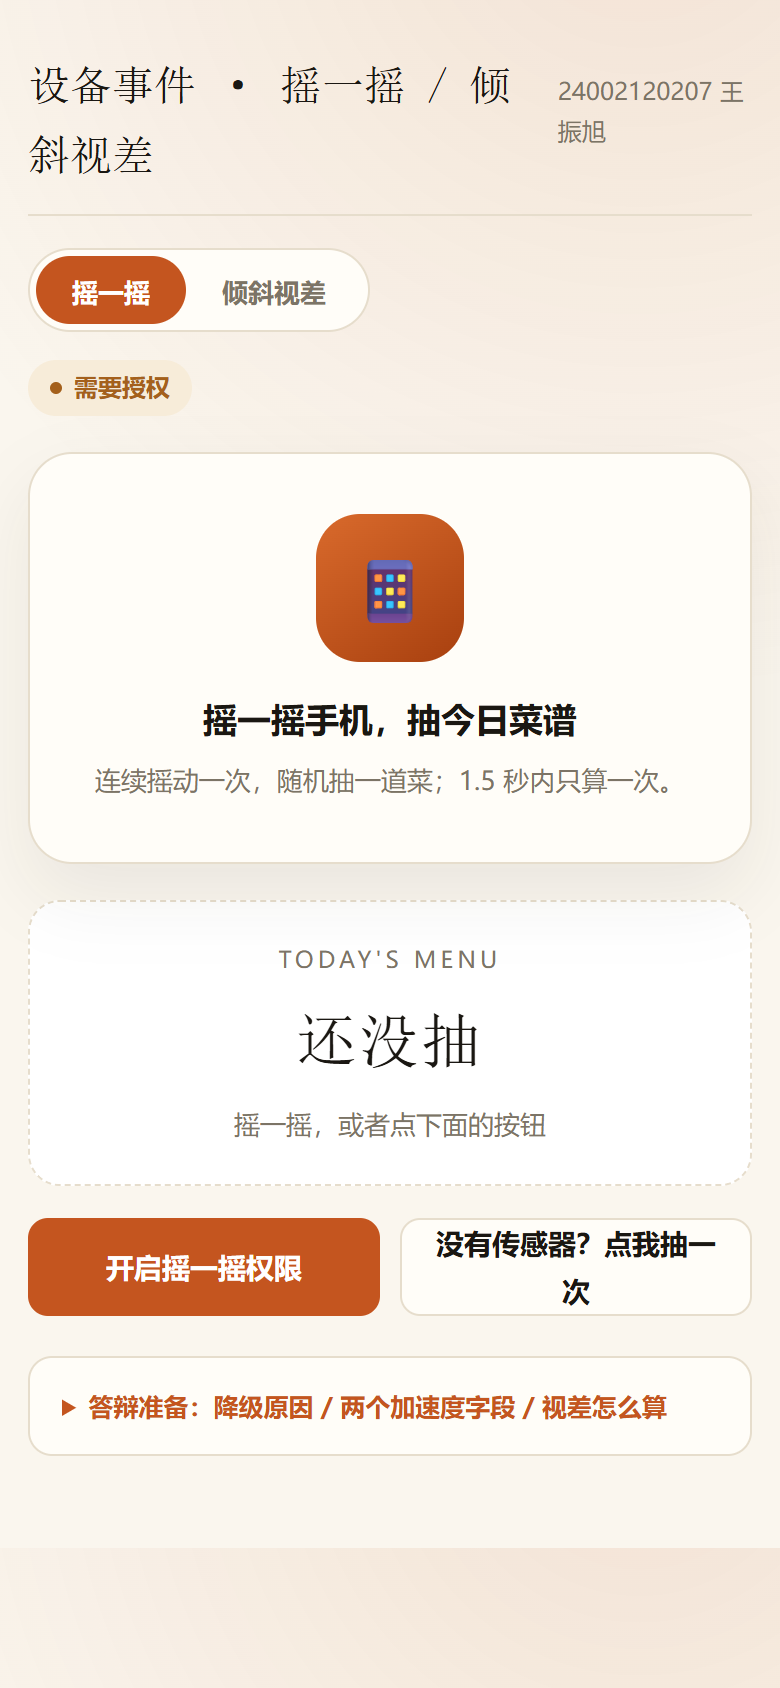 设备事件 · 摇一摇 / 倾
斜视差
24002120207 王
振旭
摇一摇
倾斜视差
需要授权
摇一摇手机，抽今日菜谱
连续摇动一次，随机抽一道菜；1.5 秒内只算一次。
TODAY'S MENU
还没抽
摇一摇，或者点下面的按钮
开启摇一摇权限
没有传感器？点我抽一
次
答辩准备：降级原因 / 两个加速度字段 / 视差怎么算